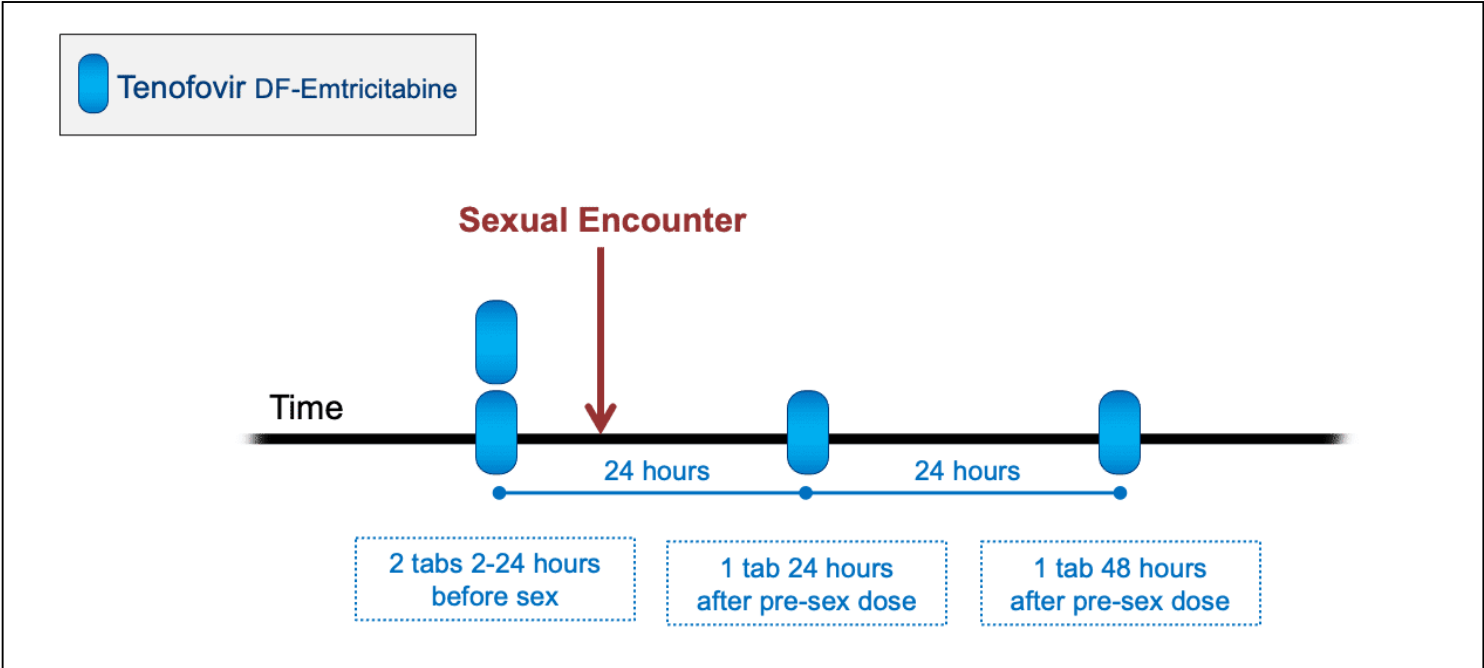 Tenofovir DF-Emtricitabine
Sexual Encounter
Time
24 hours
24 hours
2 tabs 2-24 hours
before sex
1 tab 24 hours
after pre-sex dose
1 tab 48 hours
after pre-sex dose